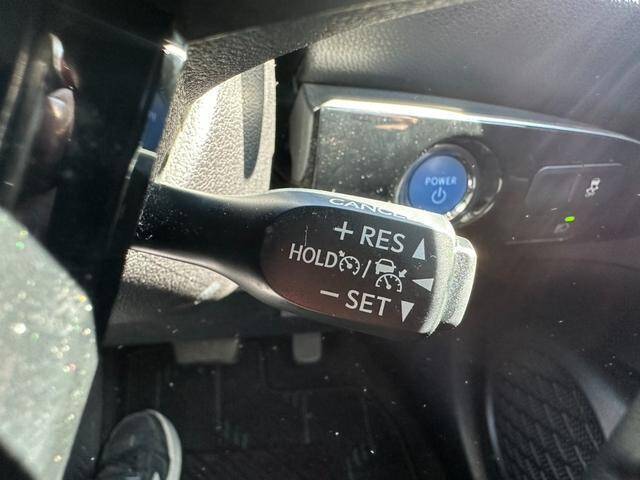 POWER
CANCEL
+ RES
HOLD /
− SET